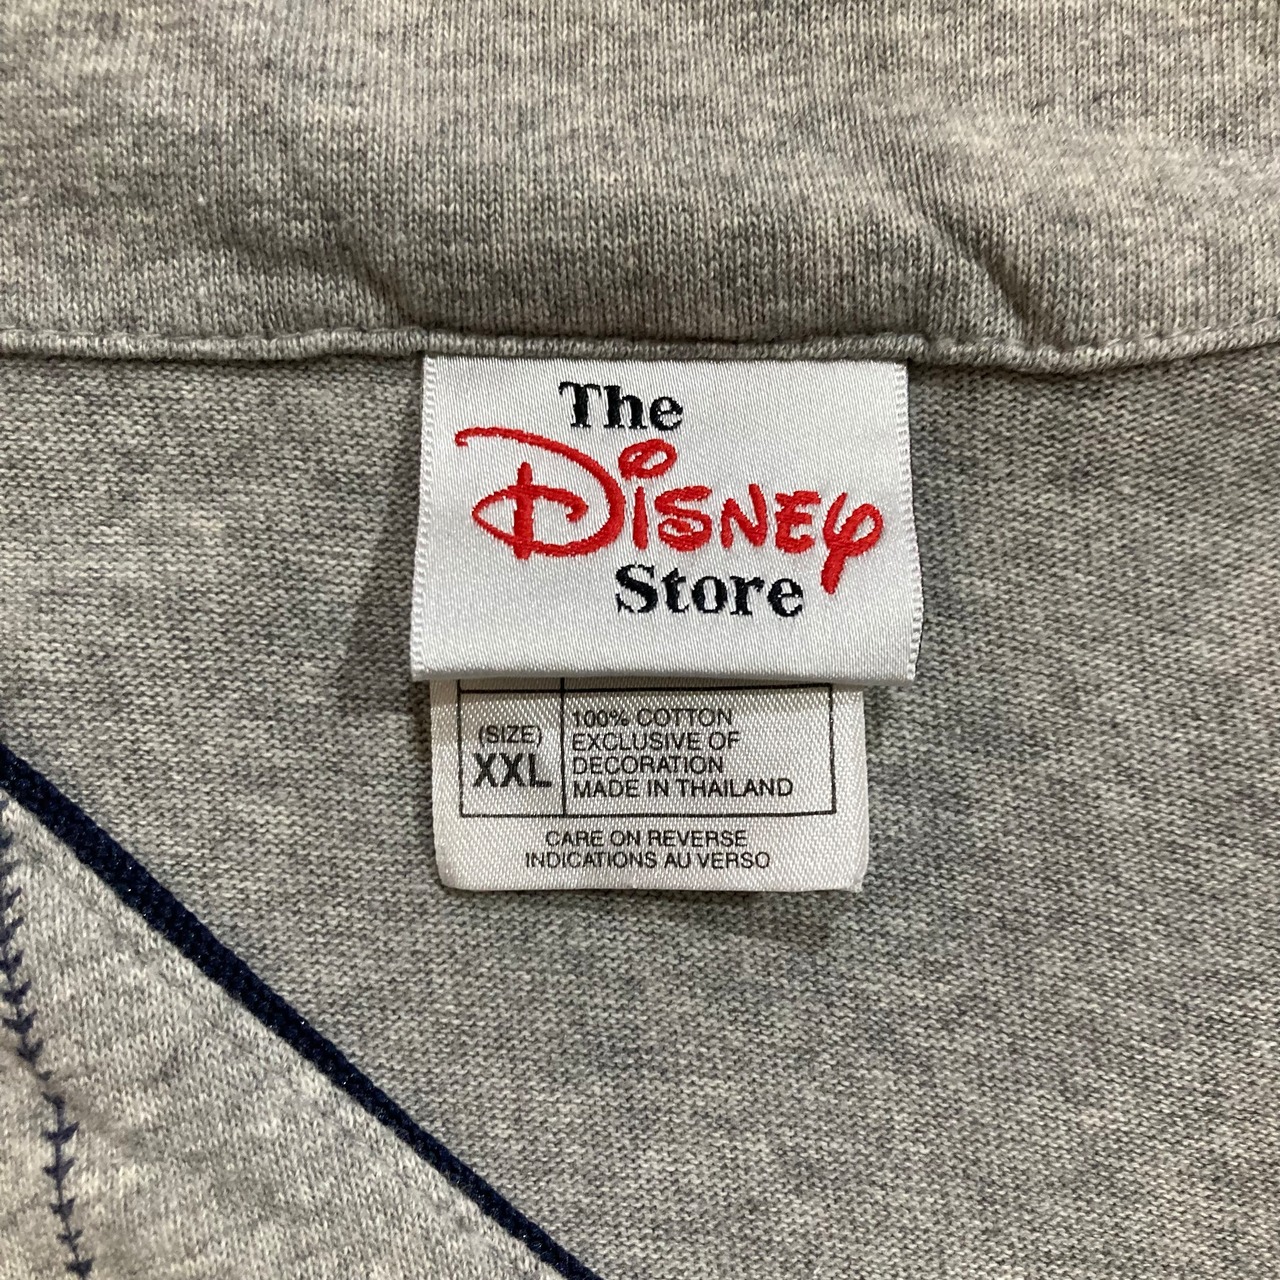 The
Disney
Store
(SIZE)
XXL
100% COTTON
EXCLUSIVE OF
DECORATION
MADE IN THAILAND
CARE ON REVERSE
INDICATIONS AU VERSO